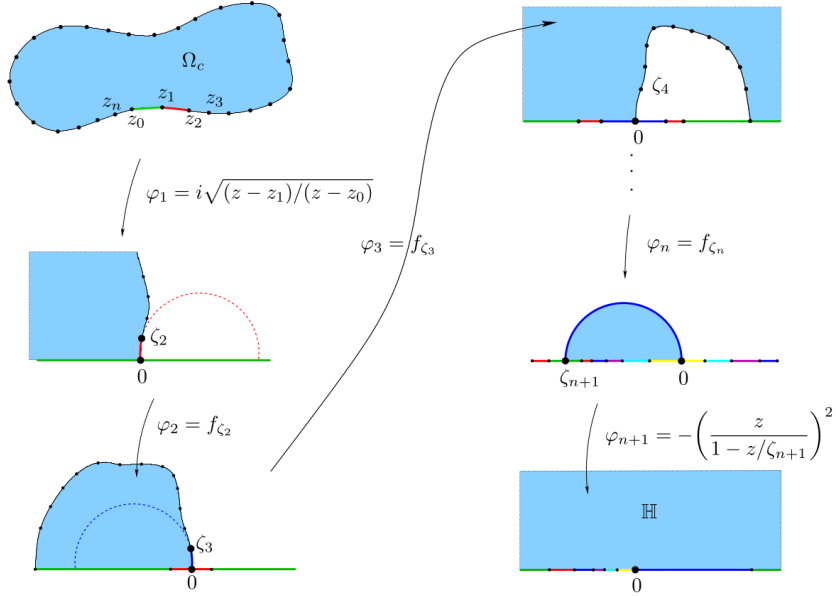 Ω_c
z_n z_1 z_3
z_0 z_2
φ_1 = i√((z − z_1)/(z − z_0))
ζ_2
0
φ_2 = f_{ζ_2}
ζ_3
0
φ_3 = f_{ζ_3}
ζ_4
0
φ_n = f_{ζ_n}
ζ_{n+1} 0
φ_{n+1} = −(z / (1 − z/ζ_{n+1}))^2
ℍ
0